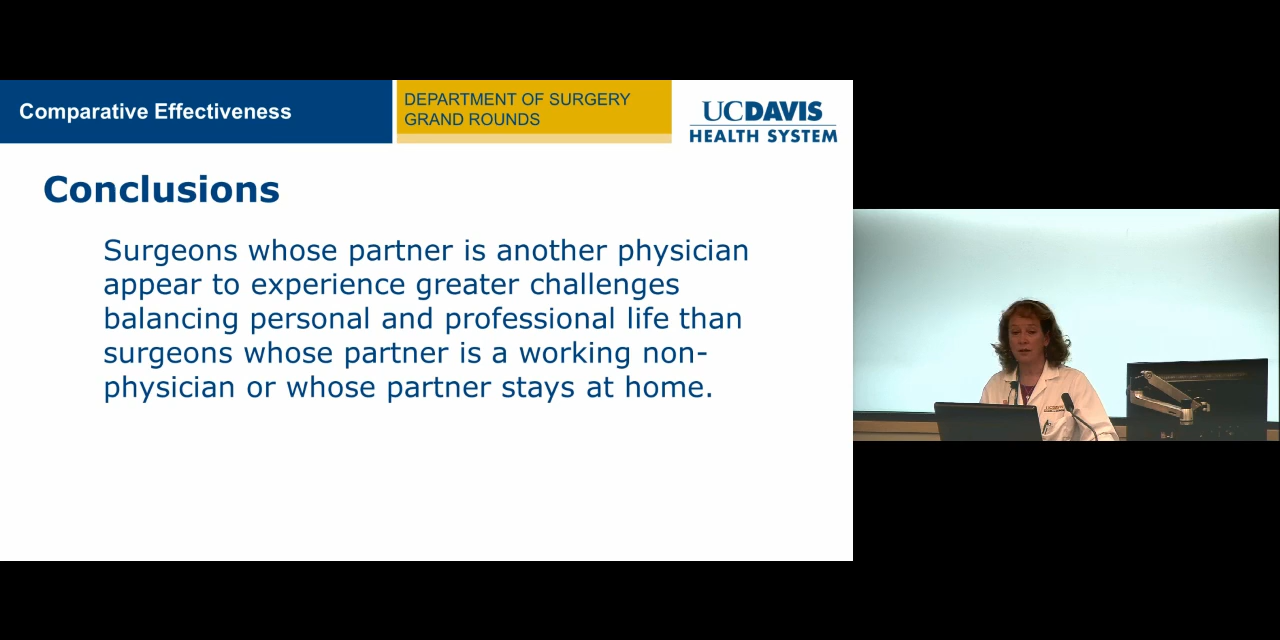 Comparative Effectiveness
DEPARTMENT OF SURGERY
GRAND ROUNDS
UCDAVIS
HEALTH SYSTEM
Conclusions
Surgeons whose partner is another physician
appear to experience greater challenges
balancing personal and professional life than
surgeons whose partner is a working non-
physician or whose partner stays at home.